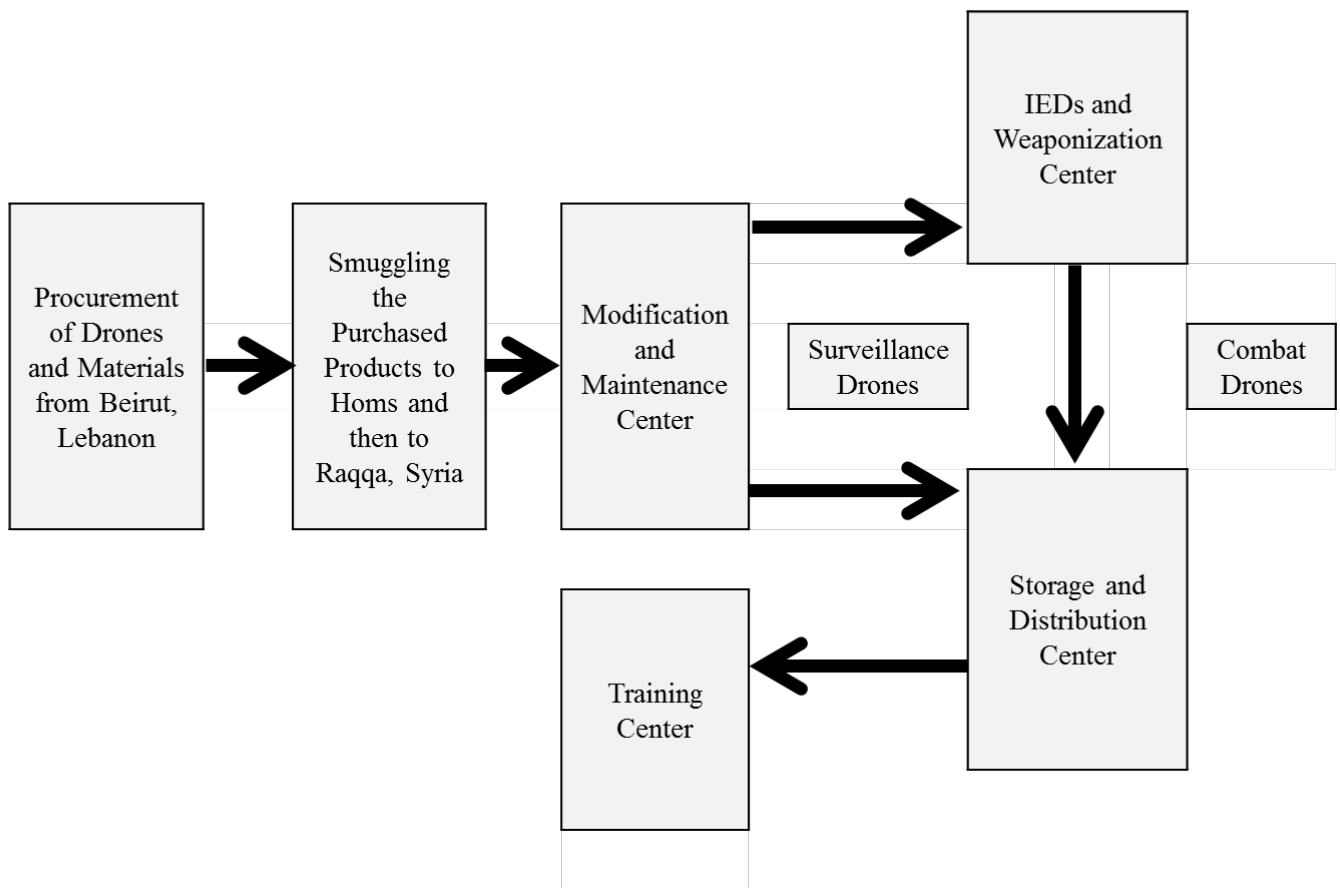 Procurement
of Drones
and Materials
from Beirut,
Lebanon
Smuggling
the
Purchased
Products to
Homs and
then to
Raqqa, Syria
Modification
and
Maintenance
Center
IEDs and
Weaponization
Center
Surveillance
Drones
Combat
Drones
Storage and
Distribution
Center
Training
Center